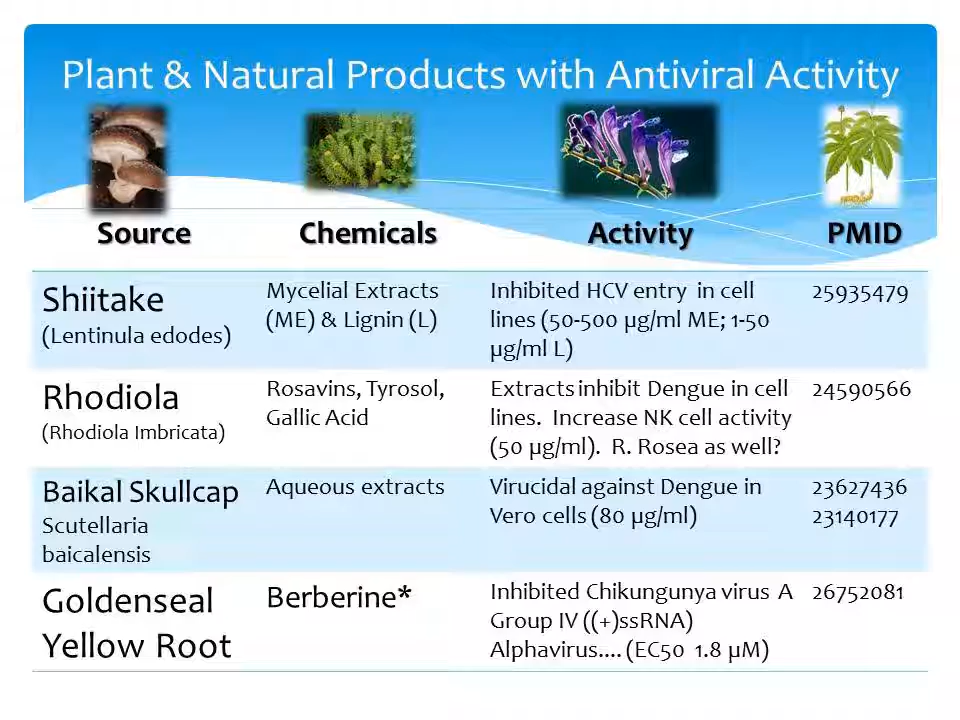 Plant & Natural Products with Antiviral Activity
Source Chemicals Activity PMID
Shiitake
(Lentinula edodes)
Mycelial Extracts
(ME) & Lignin (L)
Inhibited HCV entry in cell
lines (50-500 µg/ml ME; 1-50
µg/ml L)
25935479
Rhodiola
(Rhodiola Imbricata)
Rosavins, Tyrosol,
Gallic Acid
Extracts inhibit Dengue in cell
lines. Increase NK cell activity
(50 µg/ml). R. Rosea as well?
24590566
Baikal Skullcap
Scutellaria
baicalensis
Aqueous extracts
Virucidal against Dengue in
Vero cells (80 µg/ml)
23627436
23140177
Goldenseal
Yellow Root
Berberine*
Inhibited Chikungunya virus A
Group IV ((+)ssRNA)
Alphavirus.... (EC50 1.8 µM)
26752081